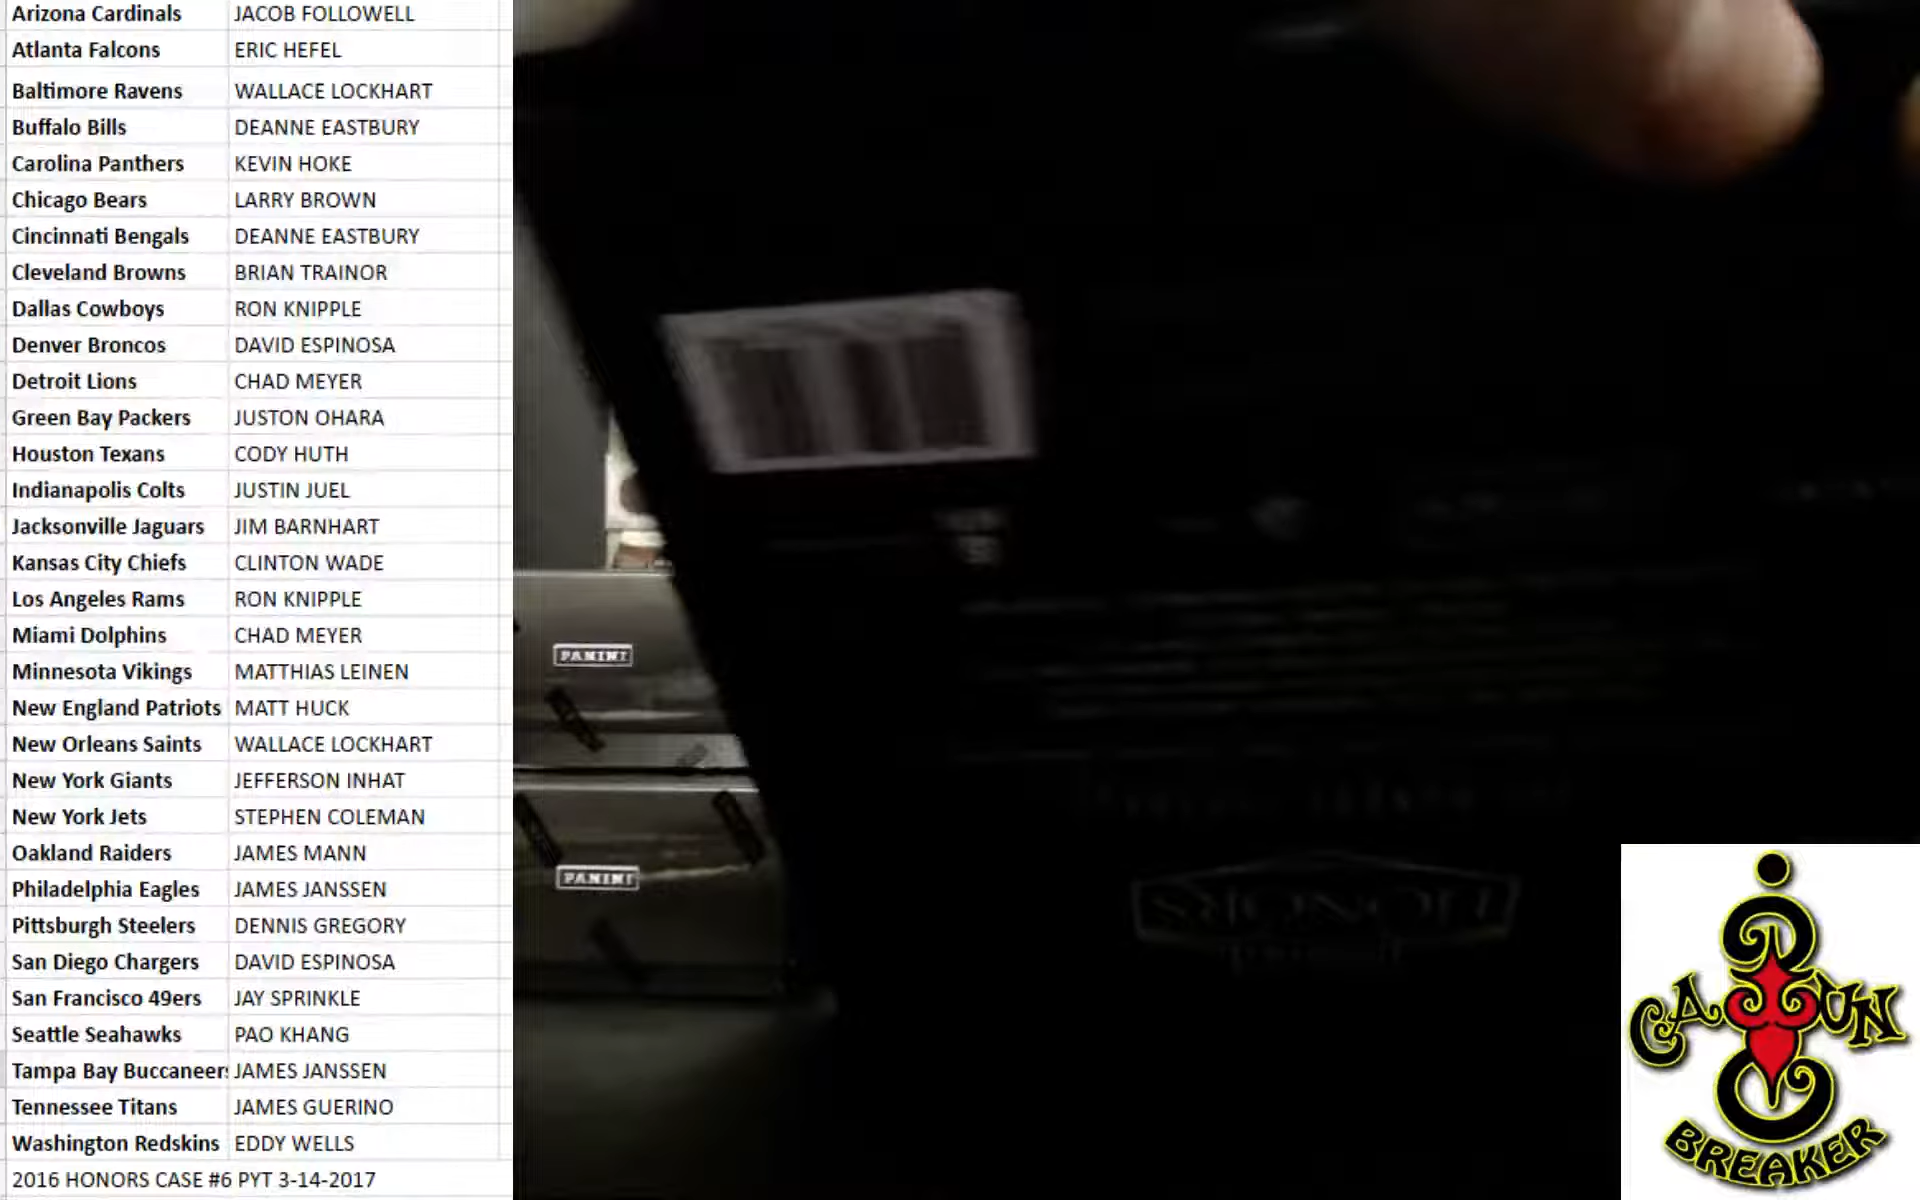 Arizona Cardinals JACOB FOLLOWELL
Atlanta Falcons ERIC HEFEL
Baltimore Ravens WALLACE LOCKHART
Buffalo Bills DEANNE EASTBURY
Carolina Panthers KEVIN HOKE
Chicago Bears LARRY BROWN
Cincinnati Bengals DEANNE EASTBURY
Cleveland Browns BRIAN TRAINOR
Dallas Cowboys RON KNIPPLE
Denver Broncos DAVID ESPINOSA
Detroit Lions CHAD MEYER
Green Bay Packers JUSTON OHARA
Houston Texans CODY HUTH
Indianapolis Colts JUSTIN JUEL
Jacksonville Jaguars JIM BARNHART
Kansas City Chiefs CLINTON WADE
Los Angeles Rams RON KNIPPLE
Miami Dolphins CHAD MEYER
Minnesota Vikings MATTHIAS LEINEN
New England Patriots MATT HUCK
New Orleans Saints WALLACE LOCKHART
New York Giants JEFFERSON INHAT
New York Jets STEPHEN COLEMAN
Oakland Raiders JAMES MANN
Philadelphia Eagles JAMES JANSSEN
Pittsburgh Steelers DENNIS GREGORY
San Diego Chargers DAVID ESPINOSA
San Francisco 49ers JAY SPRINKLE
Seattle Seahawks PAO KHANG
Tampa Bay Buccaneers JAMES JANSSEN
Tennessee Titans JAMES GUERINO
Washington Redskins EDDY WELLS
2016 HONORS CASE #6 PYT 3-14-2017
PANINI
PANINI
HONORS
CAJUN
BREAKER